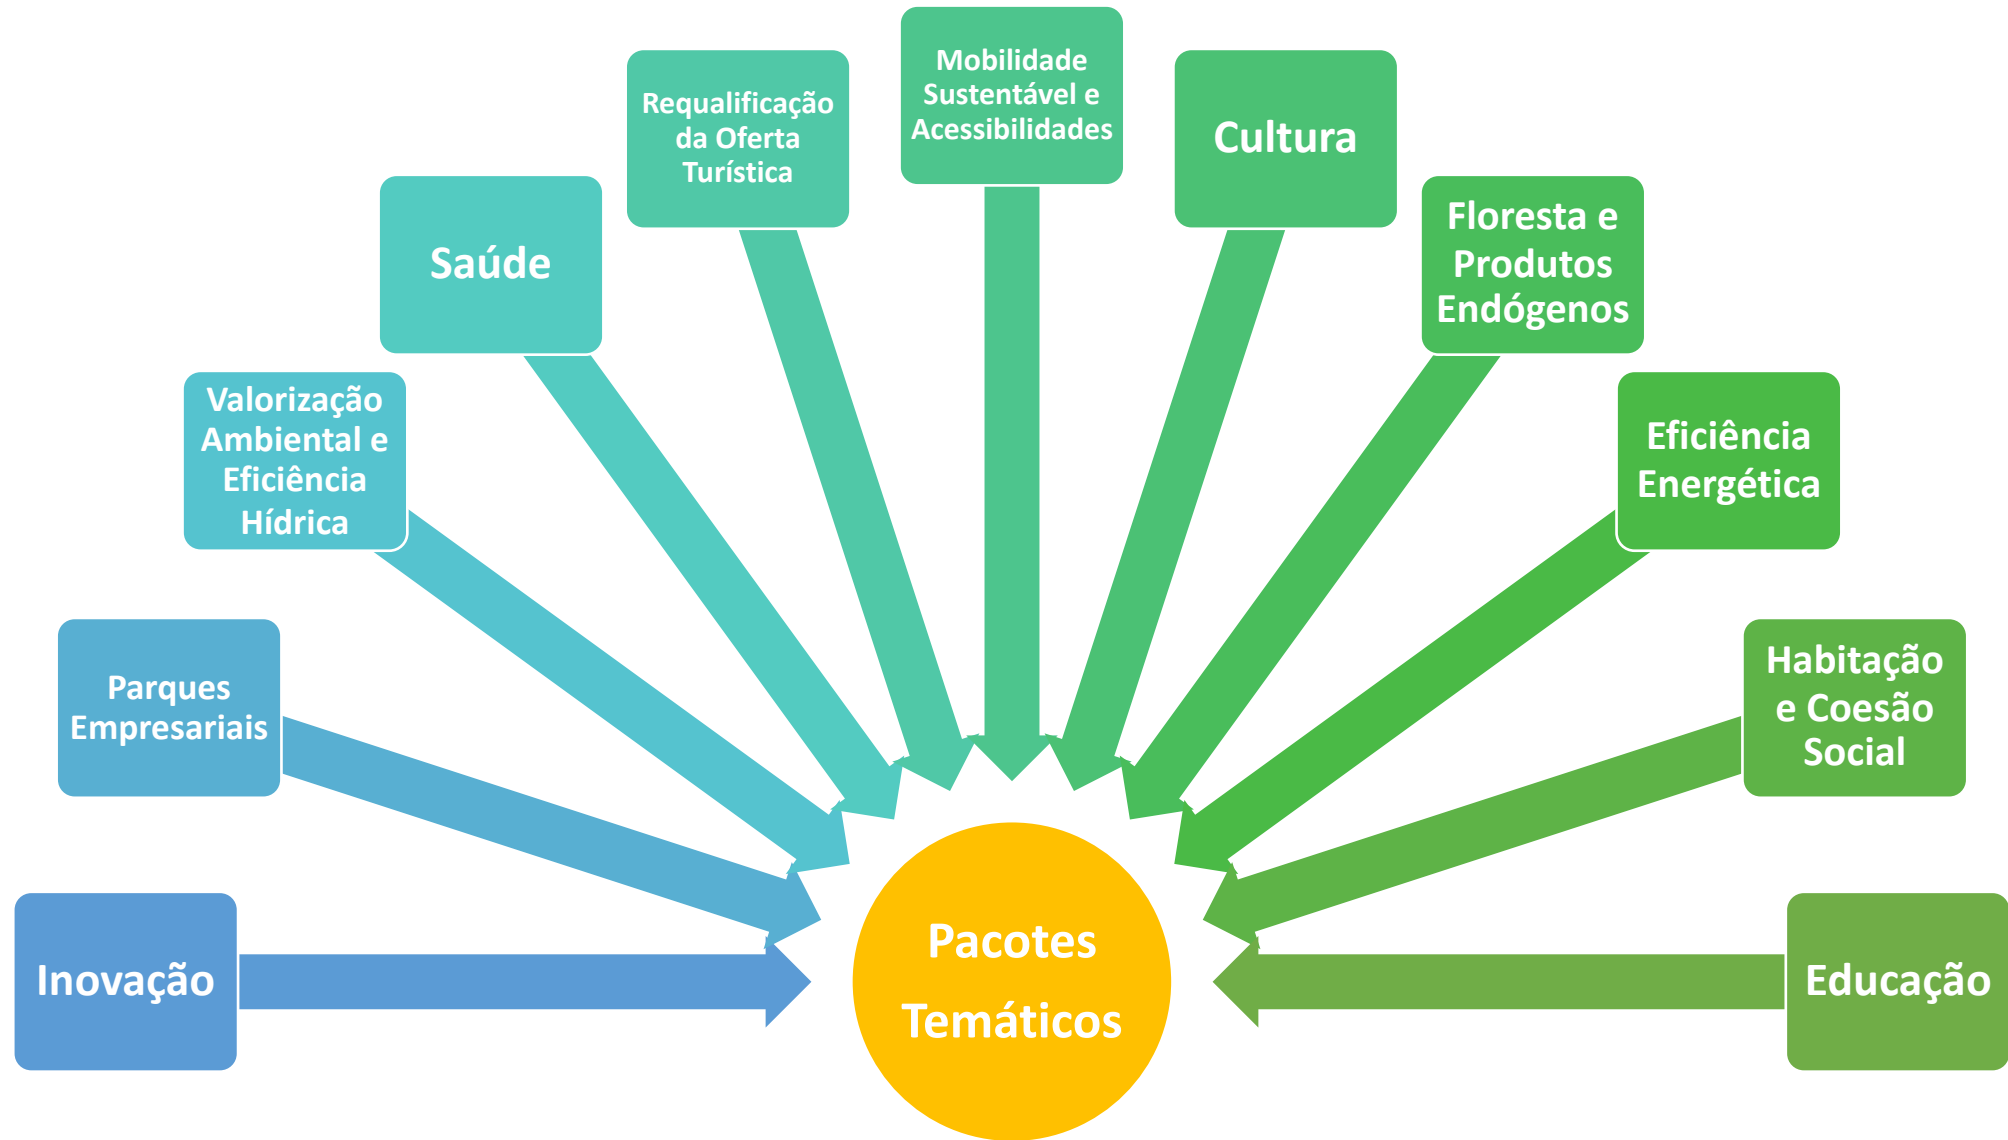 Inovação
Parques
Empresariais
Valorização
Ambiental e
Eficiência
Hídrica
Saúde
Requalificação
da Oferta
Turística
Mobilidade
Sustentável e
Acessibilidades
Cultura
Floresta e
Produtos
Endógenos
Eficiência
Energética
Habitação
e Coesão
Social
Educação
Pacotes
Temáticos